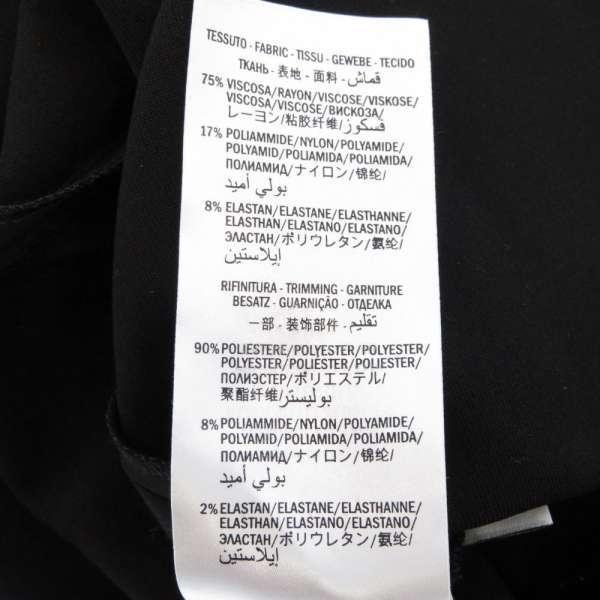 TESSUTO - FABRIC - TISSU - GEWEBE - TECIDO
ТКАНЬ - 表地 - 面料 - قماش
75% VISCOSA/RAYON/VISCOSE/VISKOSE/
VISCOSA/VISCOSE/ВИСКОЗА/
レーヨン/粘胶纤维/فسكوز
17% POLIAMMIDE/NYLON/POLYAMIDE/
POLYAMID/POLIAMIDA/POLIAMIDA/
ПОЛИАМИД/ナイロン/锦纶/
بولي أميد
8% ELASTAN/ELASTANE/ELASTHANNE/
ELASTHAN/ELASTANO/ELASTANO/
ЭЛАСТАН/ポリウレタン/氨纶/
إيلاستين
RIFINITURA - TRIMMING - GARNITURE
BESATZ - GUARNIÇÃO - ОТДЕЛКА
一部 - 装饰部件 - تقليم
90% POLIESTERE/POLYESTER/POLYESTER/
POLYESTER/POLIÉSTER/POLIESTER/
ПОЛИЭСТЕР/ポリエステル/
聚酯纤维/بوليستر
8% POLIAMMIDE/NYLON/POLYAMIDE/
POLYAMID/POLIAMIDA/POLIAMIDA/
ПОЛИАМИД/ナイロン/锦纶/
بولي أميد
2% ELASTAN/ELASTANE/ELASTHANNE/
ELASTHAN/ELASTANO/ELASTANO/
ЭЛАСТАН/ポリウレタン/氨纶/
إيلاستين